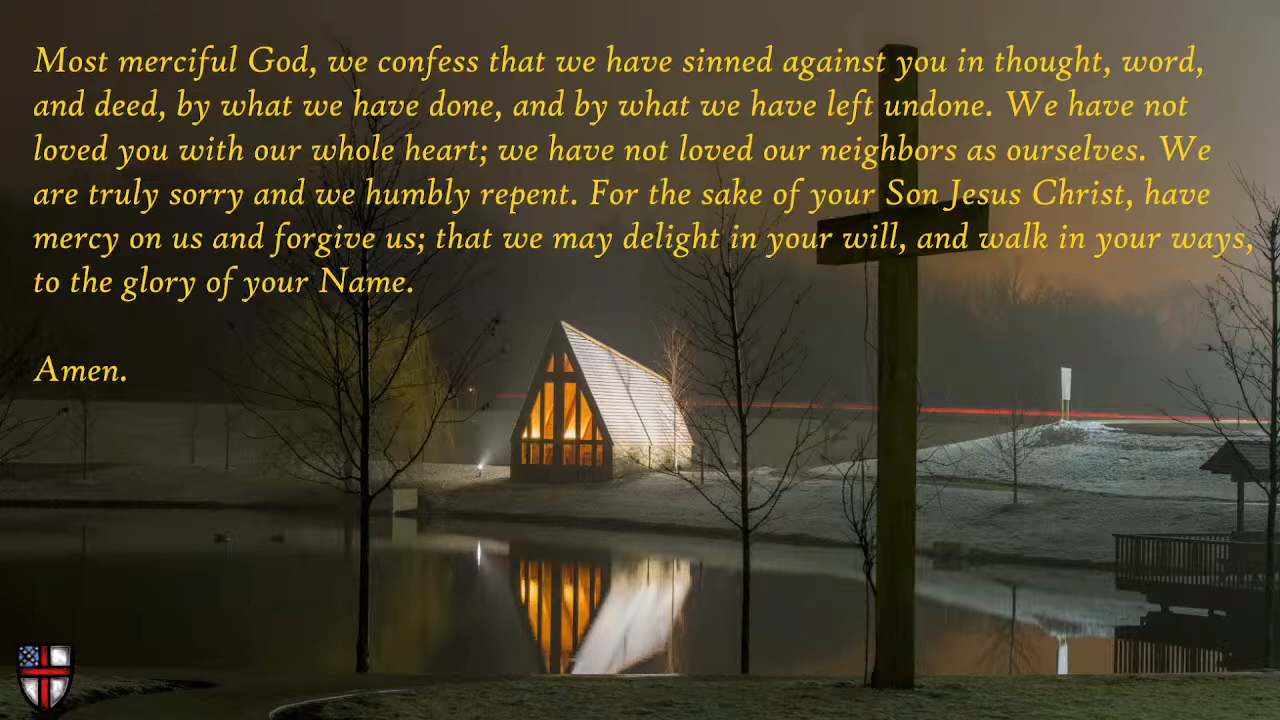 Most merciful God, we confess that we have sinned against you in thought, word,
and deed, by what we have done, and by what we have left undone. We have not
loved you with our whole heart; we have not loved our neighbors as ourselves. We
are truly sorry and we humbly repent. For the sake of your Son Jesus Christ, have
mercy on us and forgive us; that we may delight in your will, and walk in your ways,
to the glory of your Name.
Amen.